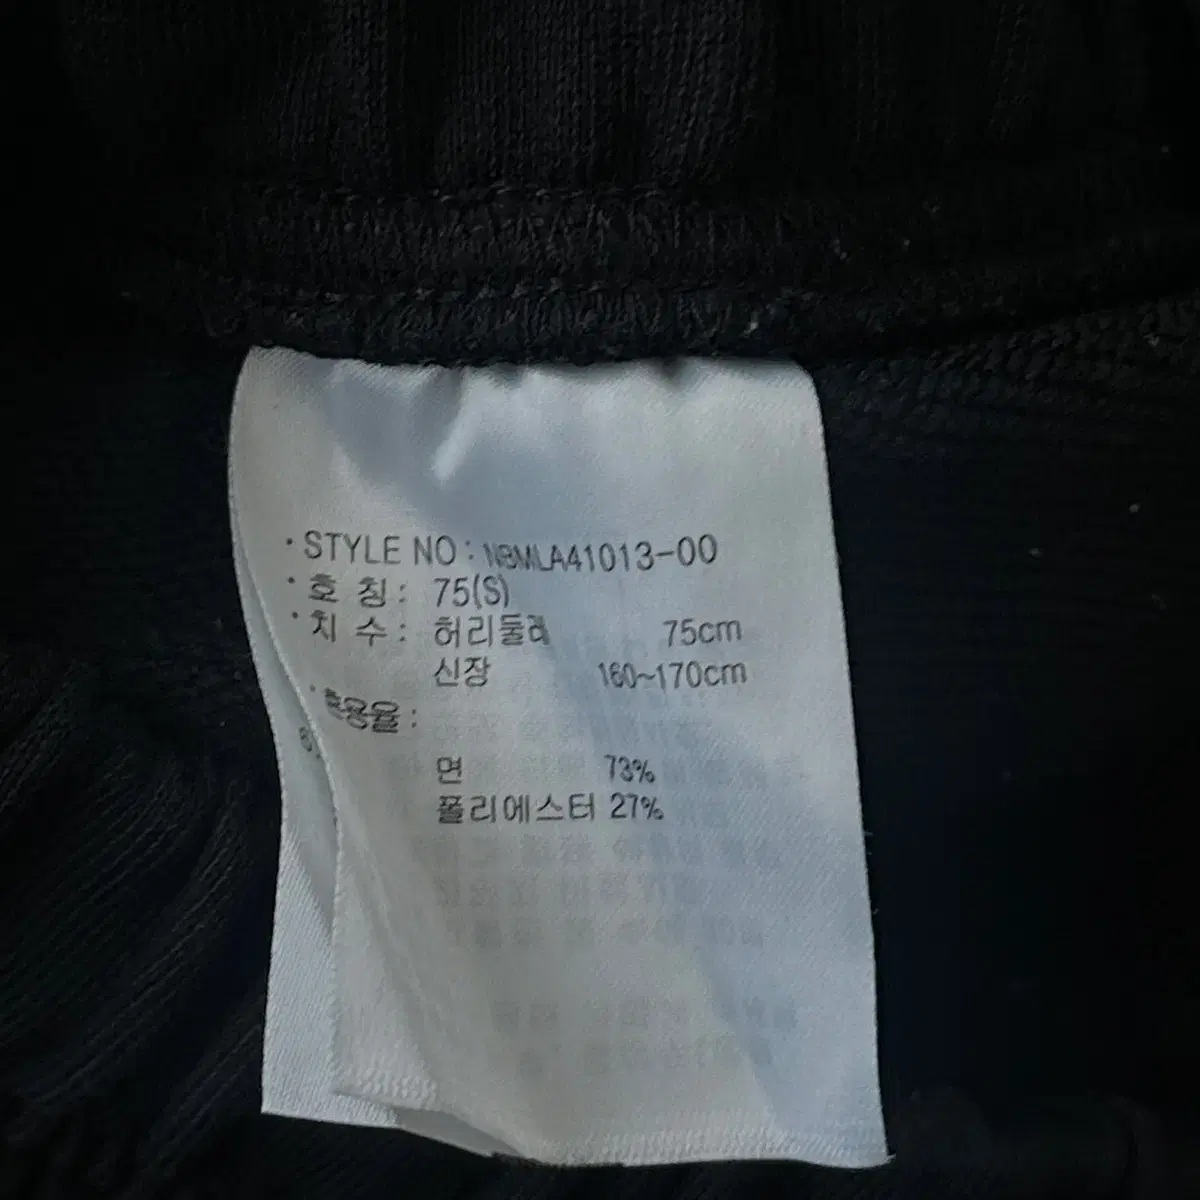 · STYLE NO : NBMLA41013-00
· 호 칭 : 75(S)
· 치 수 : 허리둘레 75cm
신장 160~170cm
· 혼용율 :
면 73%
폴리에스터 27%